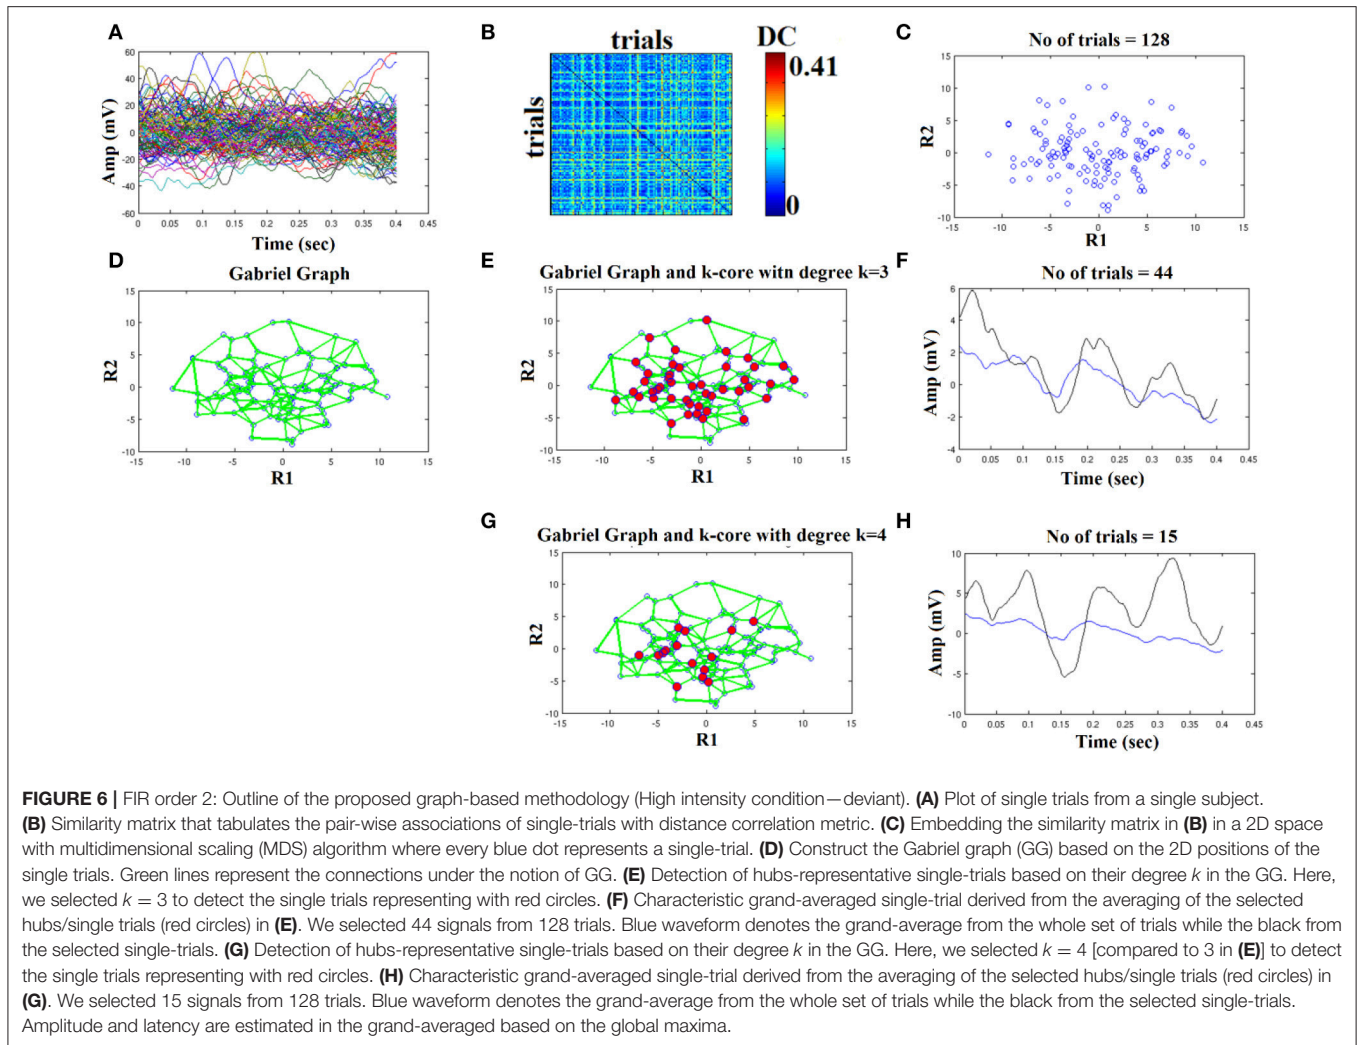 A
60
40
20
0
-20
-40
-60
0 0.05 0.1 0.15 0.2 0.25 0.3 0.35 0.4 0.45
Amp (mV)
Time (sec)
B
trials
trials
DC
0.41
0
C
No of trials = 128
15
10
5
0
-5
-10
-15 -10 -5 0 5 10 15
R2
R1
D
Gabriel Graph
15
10
5
0
-5
-10
-15 -10 -5 0 5 10 15
R2
R1
E
Gabriel Graph and k-core witn degree k=3
15
10
5
0
-5
-10
-15 -10 -5 0 5 10 15
R2
R1
F
No of trials = 44
6
4
2
0
-2
-4
0 0.05 0.1 0.15 0.2 0.25 0.3 0.35 0.4 0.45
Amp (mV)
Time (sec)
G
Gabriel Graph and k-core with degree k=4
15
10
5
0
-5
-10
-15 -10 -5 0 5 10 15
R2
R1
H
No of trials = 15
10
5
0
-5
-10
0 0.05 0.1 0.15 0.2 0.25 0.3 0.35 0.4 0.45
Amp (mV)
Time (sec)
FIGURE 6 | FIR order 2: Outline of the proposed graph-based methodology (High intensity condition—deviant). (A) Plot of single trials from a single subject.
(B) Similarity matrix that tabulates the pair-wise associations of single-trials with distance correlation metric. (C) Embedding the similarity matrix in (B) in a 2D space
with multidimensional scaling (MDS) algorithm where every blue dot represents a single-trial. (D) Construct the Gabriel graph (GG) based on the 2D positions of the
single trials. Green lines represent the connections under the notion of GG. (E) Detection of hubs-representative single-trials based on their degree k in the GG. Here,
we selected k = 3 to detect the single trials representing with red circles. (F) Characteristic grand-averaged single-trial derived from the averaging of the selected
hubs/single trials (red circles) in (E). We selected 44 signals from 128 trials. Blue waveform denotes the grand-average from the whole set of trials while the black from
the selected single-trials. (G) Detection of hubs-representative single-trials based on their degree k in the GG. Here, we selected k = 4 [compared to 3 in (E)] to detect
the single trials representing with red circles. (H) Characteristic grand-averaged single-trial derived from the averaging of the selected hubs/single trials (red circles) in
(G). We selected 15 signals from 128 trials. Blue waveform denotes the grand-average from the whole set of trials while the black from the selected single-trials.
Amplitude and latency are estimated in the grand-averaged based on the global maxima.